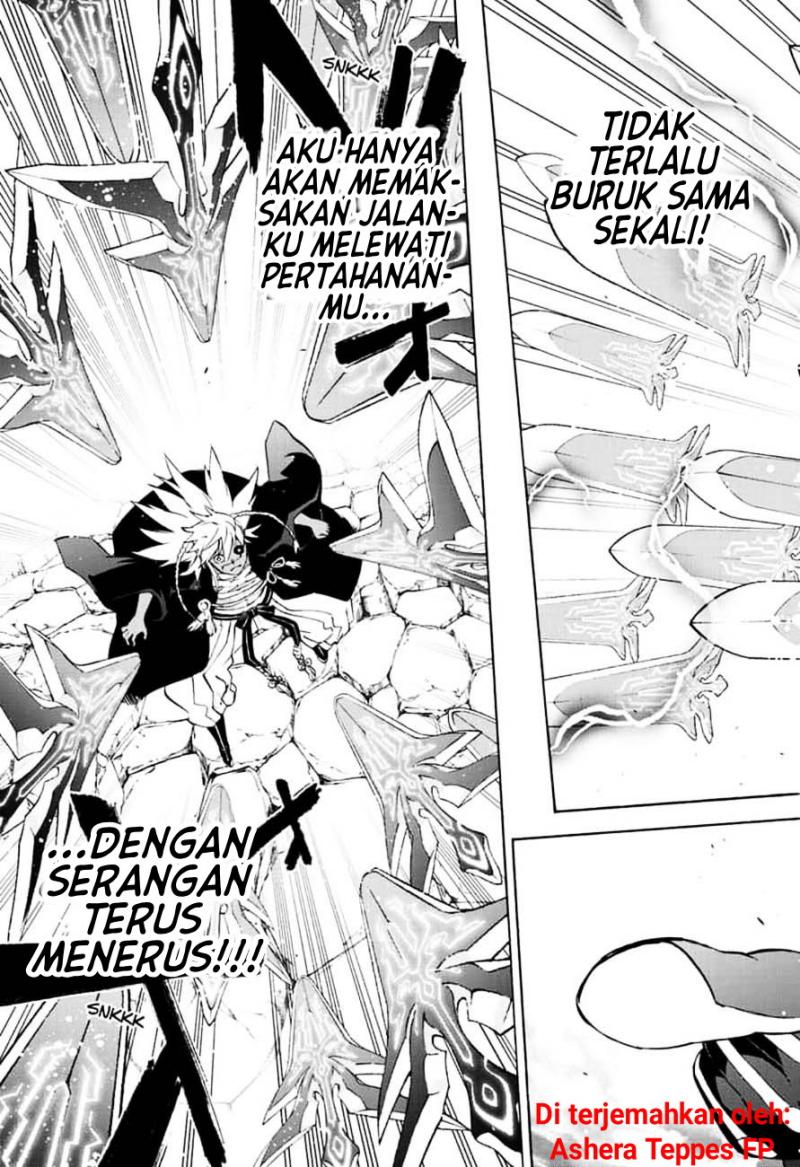 TIDAK
TERLALU
BURUK SAMA
SEKALI!
SNKKK
SNKKK
AKU HANYA
AKAN MEMAK-
SAKAN JALAN-
KU MELEWATI
PERTAHANAN-
MU...
...DENGAN
SERANGAN
TERUS
MENERUS!!!
SNKKK
Di terjemahkan oleh:
Ashera Teppes FP